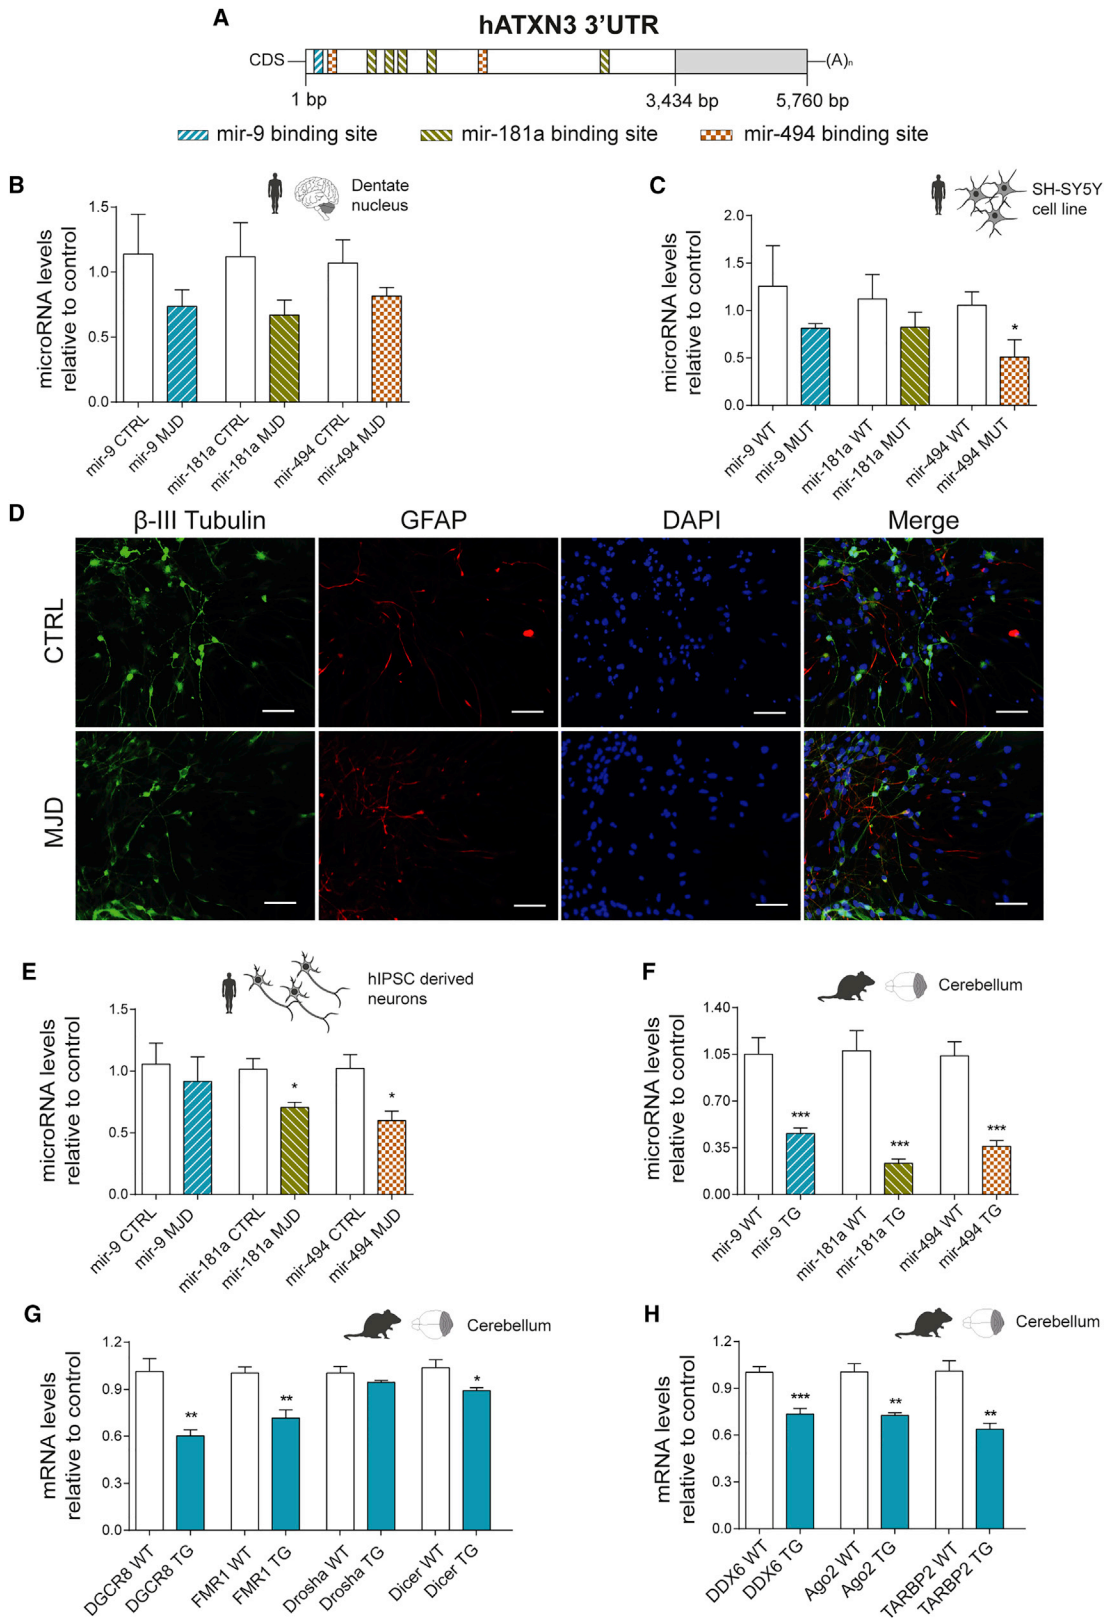 A
hATXN3 3’UTR
CDS
(A)n
1 bp
3,434 bp
5,760 bp
mir-9 binding site
mir-181a binding site
mir-494 binding site
B
Dentate
nucleus
microRNA levels
relative to control
1.5
1.0
0.5
0.0
mir-9 CTRL
mir-9 MJD
mir-181a CTRL
mir-181a MJD
mir-494 CTRL
mir-494 MJD
C
SH-SY5Y
cell line
microRNA levels
relative to control
2.0
1.5
1.0
0.5
0.0
*
mir-9 WT
mir-9 MUT
mir-181a WT
mir-181a MUT
mir-494 WT
mir-494 MUT
D
β-III Tubulin
GFAP
DAPI
Merge
CTRL
MJD
E
hIPSC derived
neurons
microRNA levels
relative to control
1.5
1.0
0.5
0.0
*
*
mir-9 CTRL
mir-9 MJD
mir-181a CTRL
mir-181a MJD
mir-494 CTRL
mir-494 MJD
F
Cerebellum
microRNA levels
relative to control
1.40
1.05
0.70
0.35
0.00
***
***
***
mir-9 WT
mir-9 TG
mir-181a WT
mir-181a TG
mir-494 WT
mir-494 TG
G
Cerebellum
mRNA levels
relative to control
1.2
0.9
0.6
0.3
0.0
**
**
*
DGCR8 WT
DGCR8 TG
FMR1 WT
FMR1 TG
Drosha WT
Drosha TG
Dicer WT
Dicer TG
H
Cerebellum
mRNA levels
relative to control
1.2
0.9
0.6
0.3
0.0
***
**
**
DDX6 WT
DDX6 TG
Ago2 WT
Ago2 TG
TARBP2 WT
TARBP2 TG